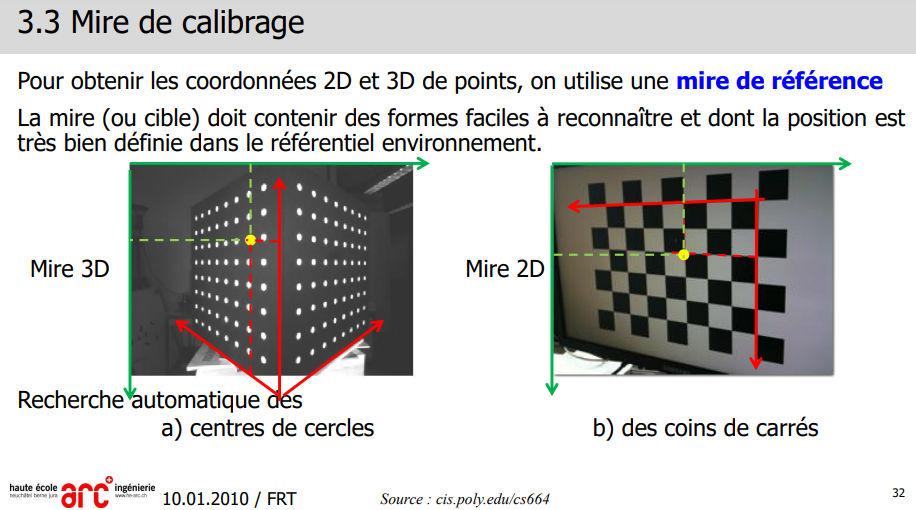 3.3 Mire de calibrage
Pour obtenir les coordonnées 2D et 3D de points, on utilise une mire de référence
La mire (ou cible) doit contenir des formes faciles à reconnaître et dont la position est
très bien définie dans le référentiel environnement.
Mire 3D
Mire 2D
Recherche automatique des
a) centres de cercles
b) des coins de carrés
haute école arc ingénierie
neuchâtel berne jura www.he-arc.ch
10.01.2010 / FRT
Source : cis.poly.edu/cs664
32